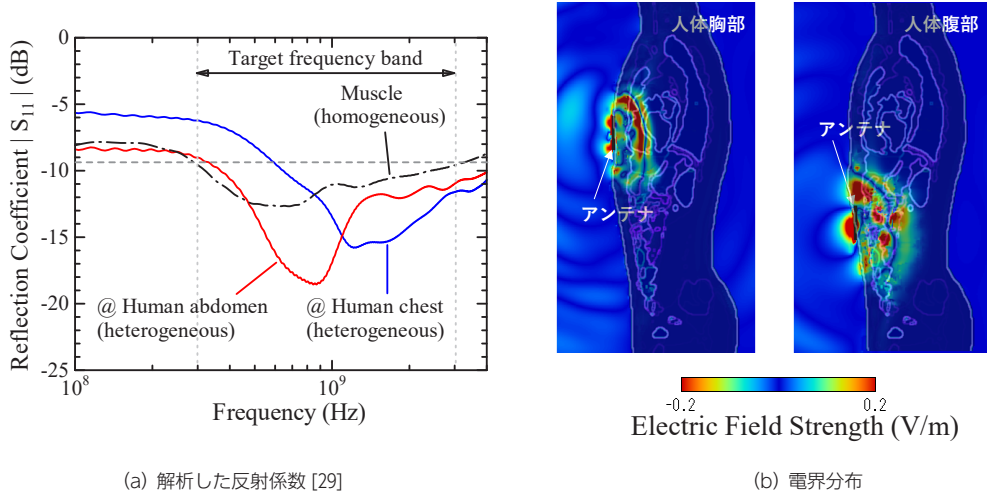 0
-5
-10
-15
-20
-25
Reflection Coefficient | S11 | (dB)
Target frequency band
Muscle
(homogeneous)
@ Human abdomen
(heterogeneous)
@ Human chest
(heterogeneous)
10^8
10^9
Frequency (Hz)
(a) 解析した反射係数 [29]
人体胸部
アンテナ
人体腹部
アンテナ
-0.2
0.2
Electric Field Strength (V/m)
(b) 電界分布